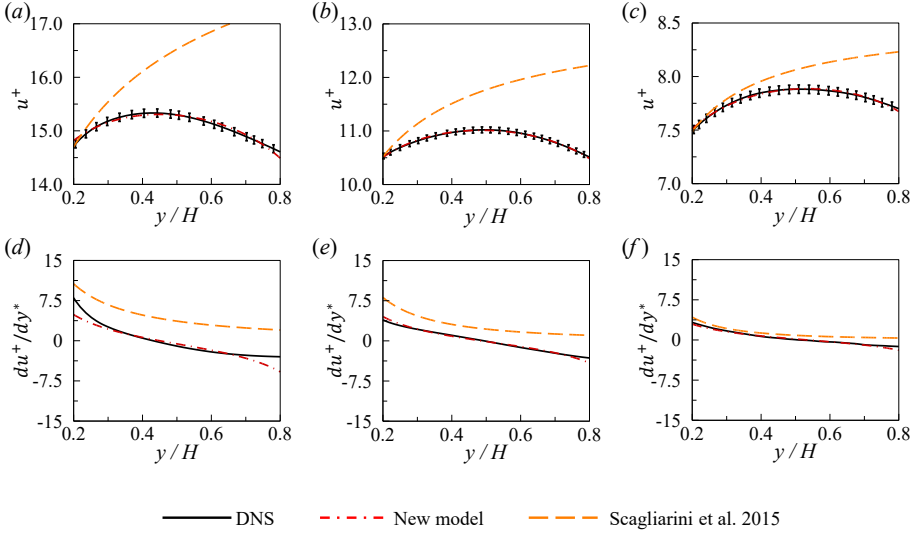 (a) (b) (c)
17.0 13.0 8.5
16.0 12.0 8.0
u⁺ u⁺ u⁺
15.0 11.0 7.5
14.0 10.0 7.0
0.2 0.4 0.6 0.8 0.2 0.4 0.6 0.8 0.2 0.4 0.6 0.8
y / H y / H y / H
(d) (e) (f)
15 15 15
7.5 7.5 7.5
du⁺/dy* 0 du⁺/dy* 0 du⁺/dy* 0
-7.5 -7.5 -7.5
-15 -15 -15
0.2 0.4 0.6 0.8 0.2 0.4 0.6 0.8 0.2 0.4 0.6 0.8
y / H y / H y / H
DNS New model Scagliarini et al. 2015